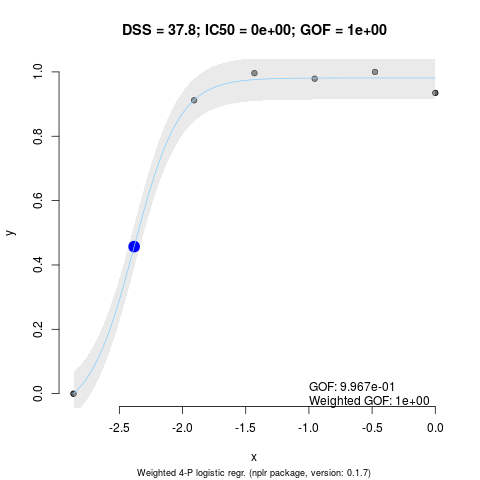 DSS = 37.8; IC50 = 0e+00; GOF = 1e+00
1.0
0.8
0.6
0.4
0.2
0.0
y
GOF: 9.967e-01
Weighted GOF: 1e+00
-2.5 -2.0 -1.5 -1.0 -0.5 0.0
x
Weighted 4-P logistic regr. (nplr package, version: 0.1.7)